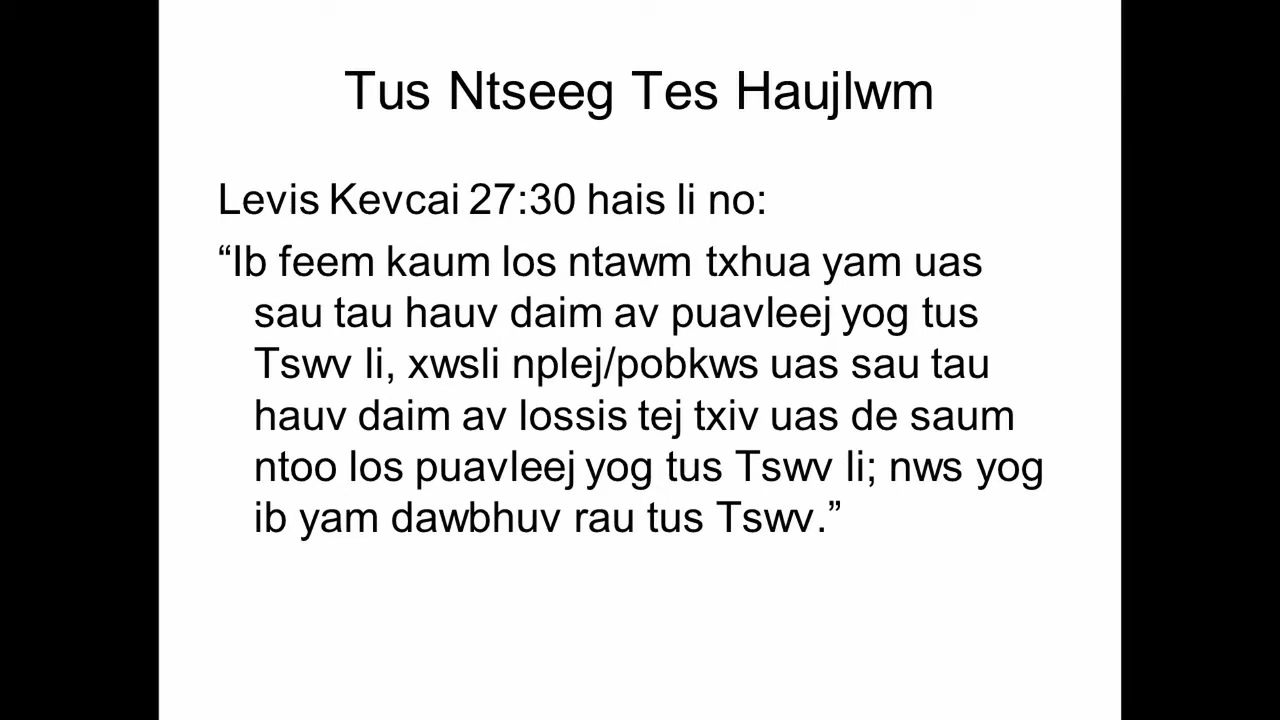 Tus Ntseeg Tes Haujlwm
Levis Kevcai 27:30 hais li no:
“Ib feem kaum los ntawm txhua yam uas
sau tau hauv daim av puavleej yog tus
Tswv li, xwsli nplej/pobkws uas sau tau
hauv daim av lossis tej txiv uas de saum
ntoo los puavleej yog tus Tswv li; nws yog
ib yam dawbhuv rau tus Tswv.”